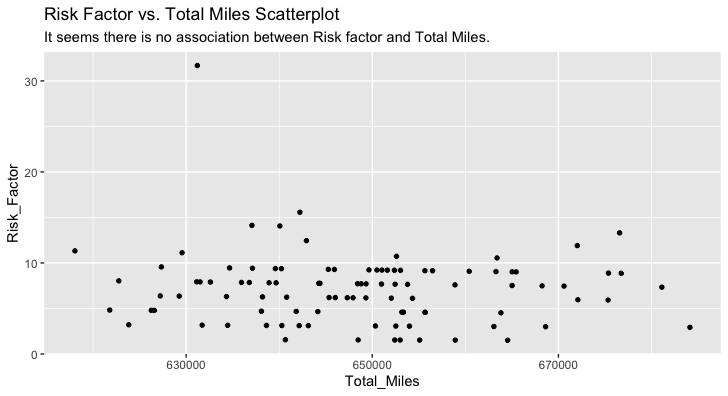 Risk Factor vs. Total Miles Scatterplot
It seems there is no association between Risk factor and Total Miles.
30
20
10
0
Risk_Factor
630000 650000 670000
Total_Miles